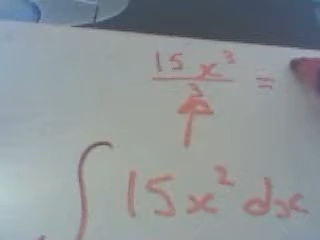 15x³
3 =
∫ 15x² dx